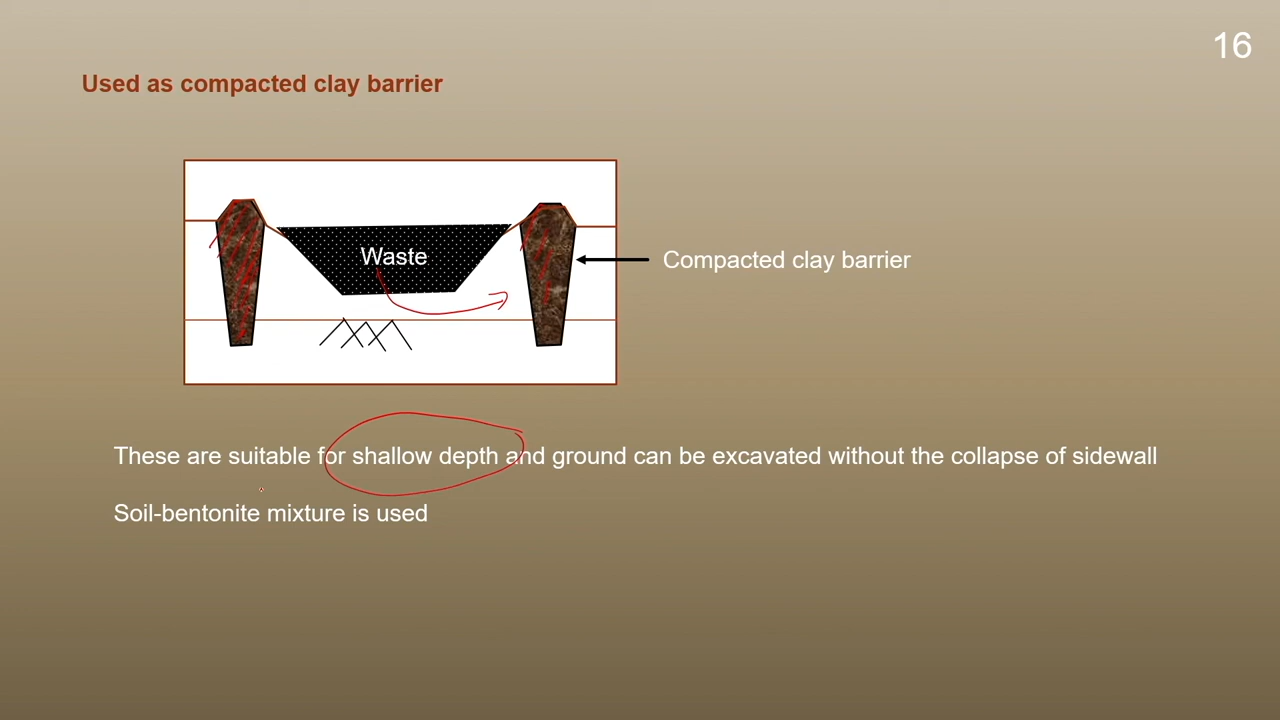 16
Used as compacted clay barrier
Waste
Compacted clay barrier
These are suitable for shallow depth and ground can be excavated without the collapse of sidewall
Soil-bentonite mixture is used